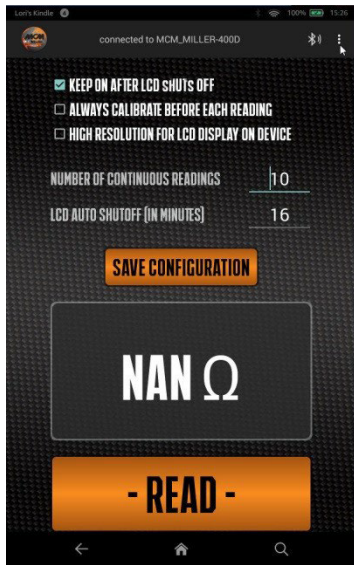 Lori's Kindle
100% 15:26
MCM
connected to MCM_MILLER-400D
KEEP ON AFTER LCD SHUTS OFF
ALWAYS CALIBRATE BEFORE EACH READING
HIGH RESOLUTION FOR LCD DISPLAY ON DEVICE
NUMBER OF CONTINUOUS READINGS 10
LCD AUTO SHUTOFF (IN MINUTES) 16
SAVE CONFIGURATION
NAN Ω
- READ -